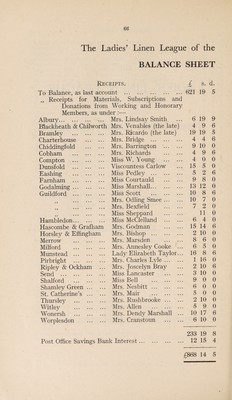 66
The Ladies' Linen League of the
BALANCE SHEET
RECEIPTS. £ s. d.
To Balance, as last account ... ... ... ... 621 19 5
,, Receipts for Materials, Subscriptions and
Donations from Working and Honorary
Members, as under :—
Albury... ... ... ... Mrs. Lindsay Smith 6 19 9
Blackheath & Chilworth Mrs. Venables (the late) 4 9 6
Bramley ... ... ... Mrs. Ricardo (the late) 19 19 5
Charterhouse ... ... Mrs. Bridge ... ... 4 4 6
Chiddingfold ... ... Mrs. Barrington ... 9 10 0
Cobham ... ... ... Mrs. Richards ... 4 9 6
Compton ... ... ... Miss W. Young ... 4 0 0
Dunsfold ... ... ... Viscountess Carlow ... 15 5 0
Eashing ... ... ... Miss Pedley ... ... 5 2 6
Farnham ... ... ... Miss Courtauld ... 9 8 0
Godalming ... ... ... Miss Marshall... ... 13 12 0
Guildford ... ... ... Miss Scott ... ... 10 8 6
... ... ... Mrs. Odling Smee... 10 7 0
... ... ... Mrs. Bexfield ... 7 2 0
... ... ... Miss Sheppard ... 11 0
Hambledon... ... ... Miss McClelland ... 6 4 0
Hascombe & Grafham Mrs. Godman ... 15 14 6
Horsley & Effingham Mrs. Bishop ... ... 2 10 0
Merrow ... ... ... Mrs. Marsden ... 8 6 0
Milford ... ... ... Mrs. Annesley Cooke ... 6 5 0
Munstead ... ... ... Lady Elizabeth Taylor... 16 8 6
Pirbright ... ... ... Mrs. Charles Lyle ... 1 16 0
Ripley & Ockham ... Mrs. Joscelyn Bray ... 2 10 6
Send ... ... ... Miss Lancaster ... 3 10 0
Shalford ... ... ... Miss Bell ... ... 9 0 0
Shamley Green ... ... Mrs. Nesbitt ... ... 6 0 0
St. Catherine's ... ... Mrs. Mair ... ... 5 0 0
Thursley ... ... ... Mrs. Rushbrooke ... 2 10 0
Witley ... ... ... Mrs. Allen ... ... 5 9 0
Wonersh ... ... ... Mrs. Dendy Marshall ... 10 17 6
Worplesdon ... ... Mrs. Cranstoun ... 6 10 0
233 19 8
Post Office Savings Bank Interest ... ... ... ... 12 15 4
£868 14 5